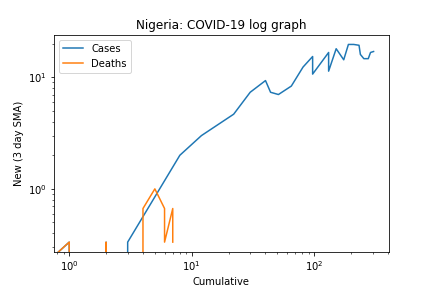 Nigeria: COVID-19 log graph
Cases
Deaths
New (3 day SMA)
10¹
10⁰
10⁰ 10¹ 10²
Cumulative